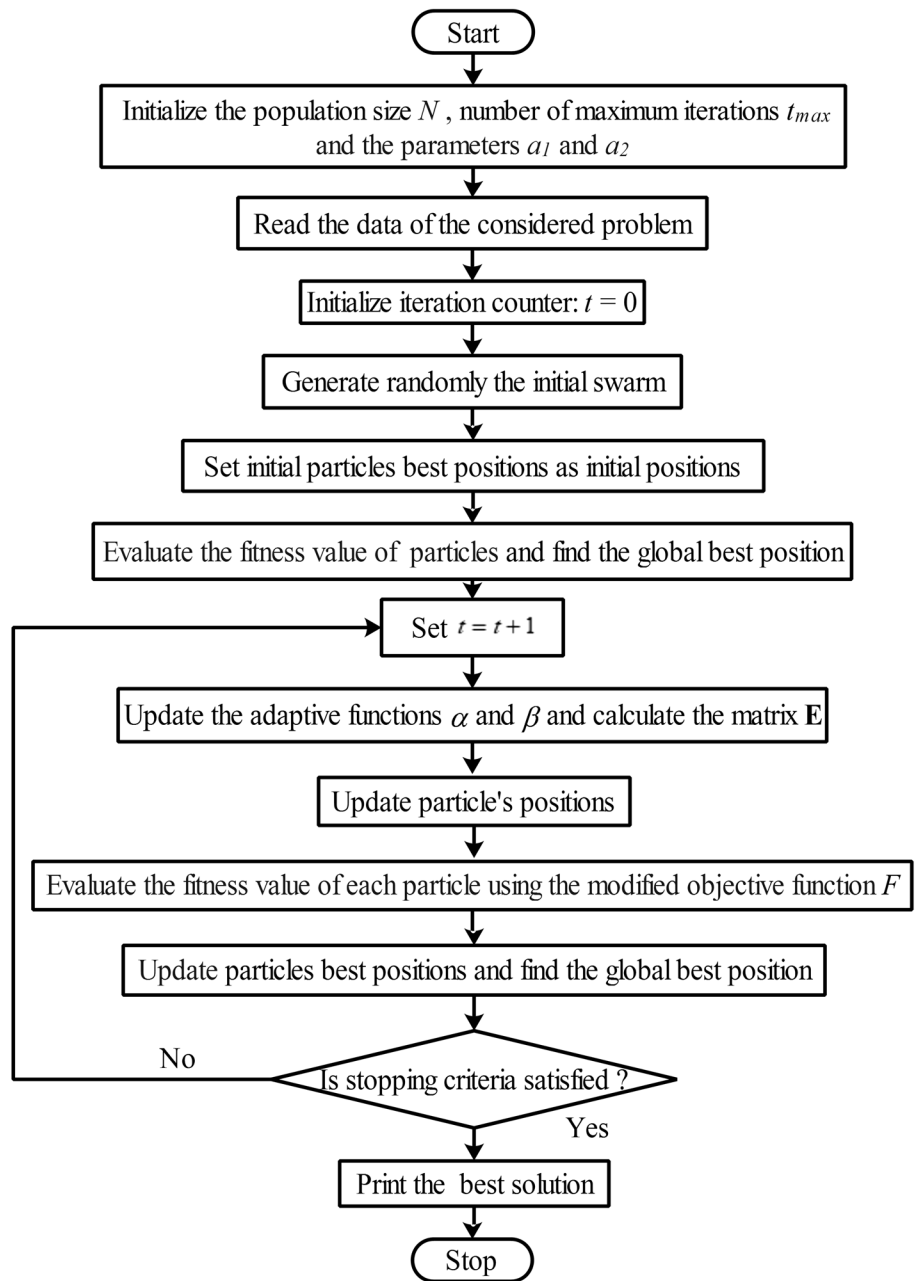 Start
Initialize the population size N , number of maximum iterations tmax
and the parameters a1 and a2
Read the data of the considered problem
Initialize iteration counter: t = 0
Generate randomly the initial swarm
Set initial particles best positions as initial positions
Evaluate the fitness value of particles and find the global best position
Set t = t + 1
Update the adaptive functions α and β and calculate the matrix E
Update particle's positions
Evaluate the fitness value of each particle using the modified objective function F
Update particles best positions and find the global best position
No
Is stopping criteria satisfied ?
Yes
Print the best solution
Stop